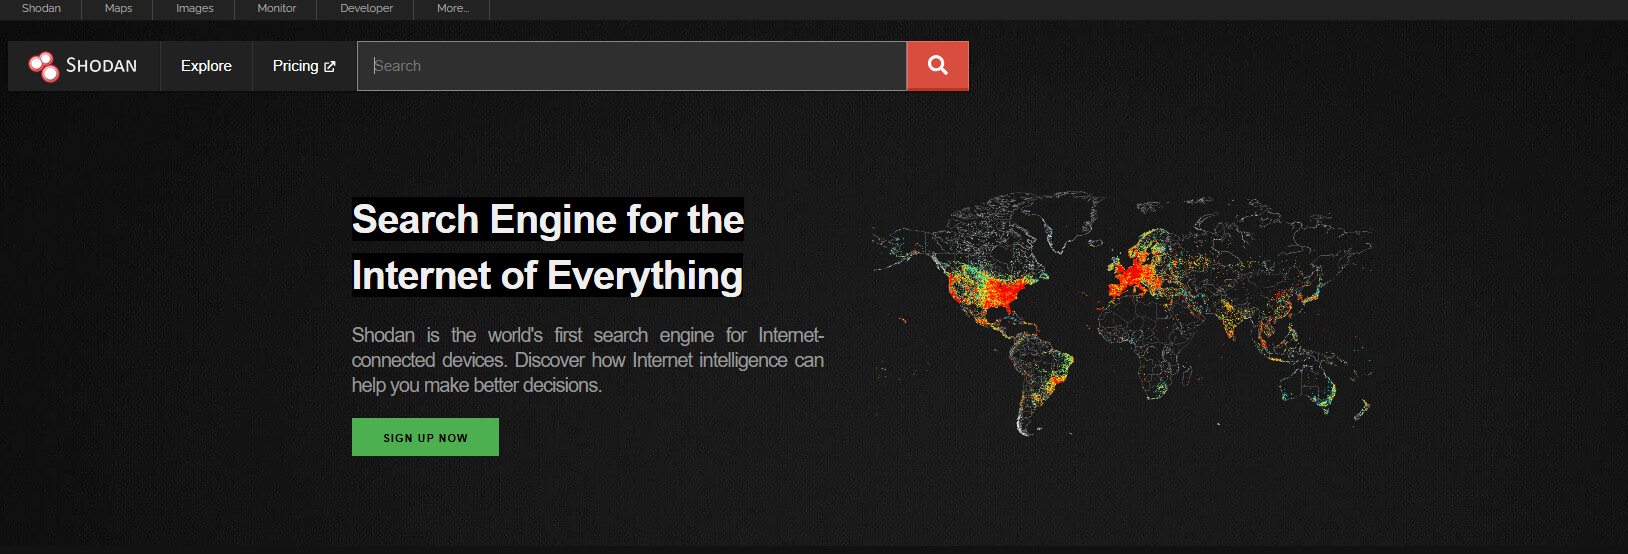 Shodan Maps Images Monitor Developer More...
SHODAN Explore Pricing Search
Search Engine for the
Internet of Everything
Shodan is the world's first search engine for Internet-
connected devices. Discover how Internet intelligence can
help you make better decisions.
SIGN UP NOW